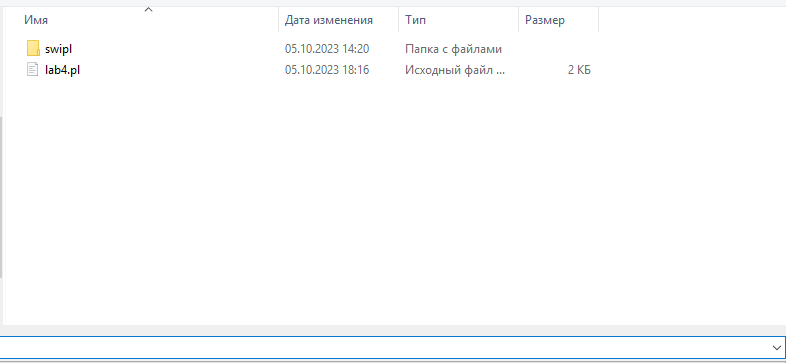 Имя Дата изменения Тип Размер
swipl 05.10.2023 14:20 Папка с файлами
lab4.pl 05.10.2023 18:16 Исходный файл ... 2 КБ